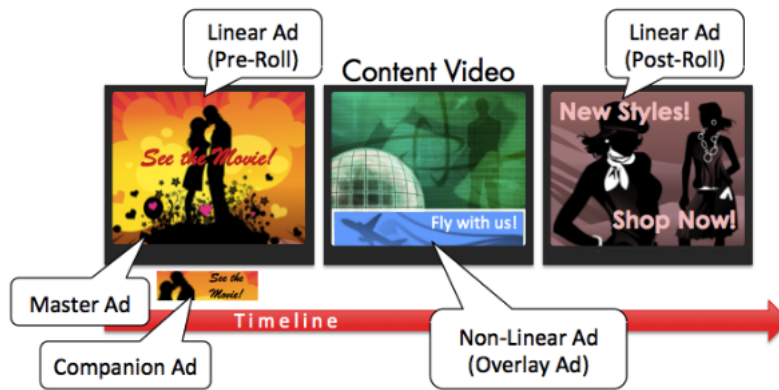 Linear Ad
(Pre-Roll)
Content Video
Linear Ad
(Post-Roll)
See the Movie!
Fly with us!
New Styles!
Shop Now!
Master Ad
See the
Movie!
Timeline
Companion Ad
Non-Linear Ad
(Overlay Ad)